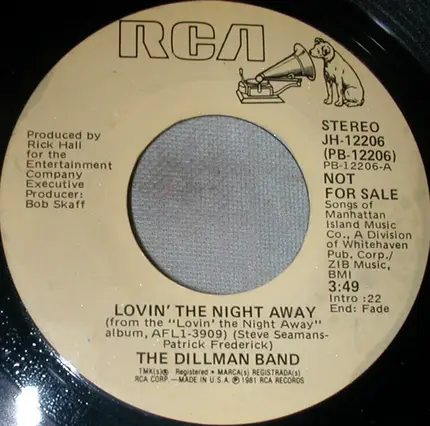 RCA
Produced by
Rick Hall
for the
Entertainment
Company
Executive
Producer:
Bob Skaff
STEREO
JH-12206
(PB-12206)
PB-12206-A
NOT
FOR SALE
Songs of
Manhattan
Island Music
Co., A Division
of Whitehaven
Pub. Corp./
ZIB Music,
BMI
3:49
Intro :22
End: Fade
LOVIN' THE NIGHT AWAY
(from the "Lovin' the Night Away"
album, AFL1-3909) (Steve Seamans-
Patrick Frederick)
THE DILLMAN BAND
TMK(s)® Registered • MARCA(s) REGISTRADA(s)
RCA CORP.—MADE IN U.S.A. ℗ 1981 RCA RECORDS